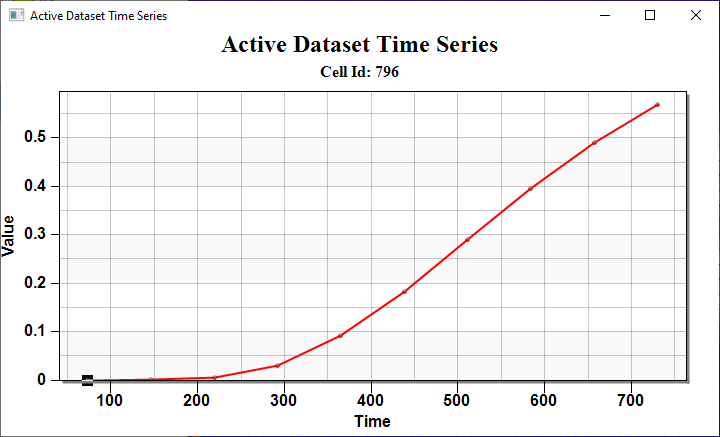 Active Dataset Time Series
Active Dataset Time Series
Cell Id: 796
Value
0.5
0.4
0.3
0.2
0.1
0
100 200 300 400 500 600 700
Time